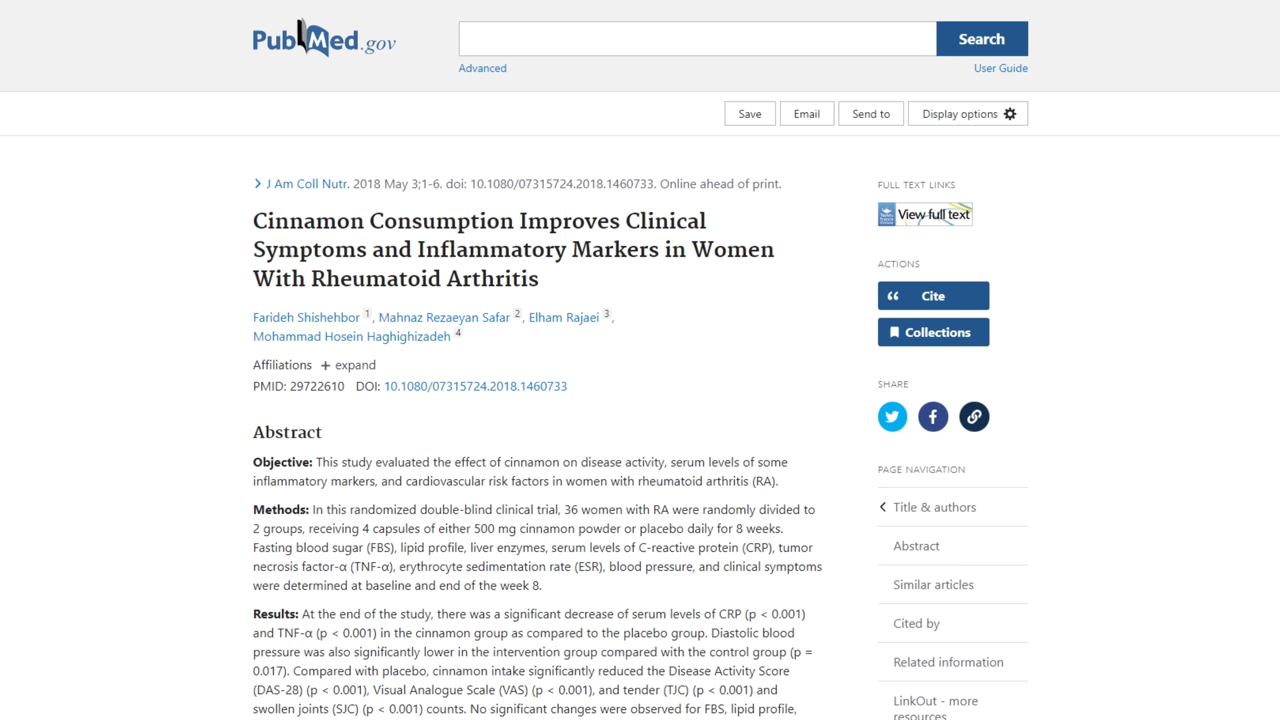 PubMed.gov
Search
Advanced
User Guide
Save
Email
Send to
Display options
J Am Coll Nutr. 2018 May 3;1-6. doi: 10.1080/07315724.2018.1460733. Online ahead of print.
Cinnamon Consumption Improves Clinical
Symptoms and Inflammatory Markers in Women
With Rheumatoid Arthritis
Farideh Shishehbor 1, Mahnaz Rezaeyan Safar 2, Elham Rajaei 3,
Mohammad Hosein Haghighizadeh 4
Affiliations + expand
PMID: 29722610 DOI: 10.1080/07315724.2018.1460733
Abstract
Objective: This study evaluated the effect of cinnamon on disease activity, serum levels of some
inflammatory markers, and cardiovascular risk factors in women with rheumatoid arthritis (RA).
Methods: In this randomized double-blind clinical trial, 36 women with RA were randomly divided to
2 groups, receiving 4 capsules of either 500 mg cinnamon powder or placebo daily for 8 weeks.
Fasting blood sugar (FBS), lipid profile, liver enzymes, serum levels of C-reactive protein (CRP), tumor
necrosis factor-α (TNF-α), erythrocyte sedimentation rate (ESR), blood pressure, and clinical symptoms
were determined at baseline and end of the week 8.
Results: At the end of the study, there was a significant decrease of serum levels of CRP (p < 0.001)
and TNF-α (p < 0.001) in the cinnamon group as compared to the placebo group. Diastolic blood
pressure was also significantly lower in the intervention group compared with the control group (p =
0.017). Compared with placebo, cinnamon intake significantly reduced the Disease Activity Score
(DAS-28) (p < 0.001), Visual Analogue Scale (VAS) (p < 0.001), and tender (TJC) (p < 0.001) and
swollen joints (SJC) (p < 0.001) counts. No significant changes were observed for FBS, lipid profile,
FULL TEXT LINKS
View full text
ACTIONS
Cite
Collections
SHARE
PAGE NAVIGATION
Title & authors
Abstract
Similar articles
Cited by
Related information
LinkOut - more
resources